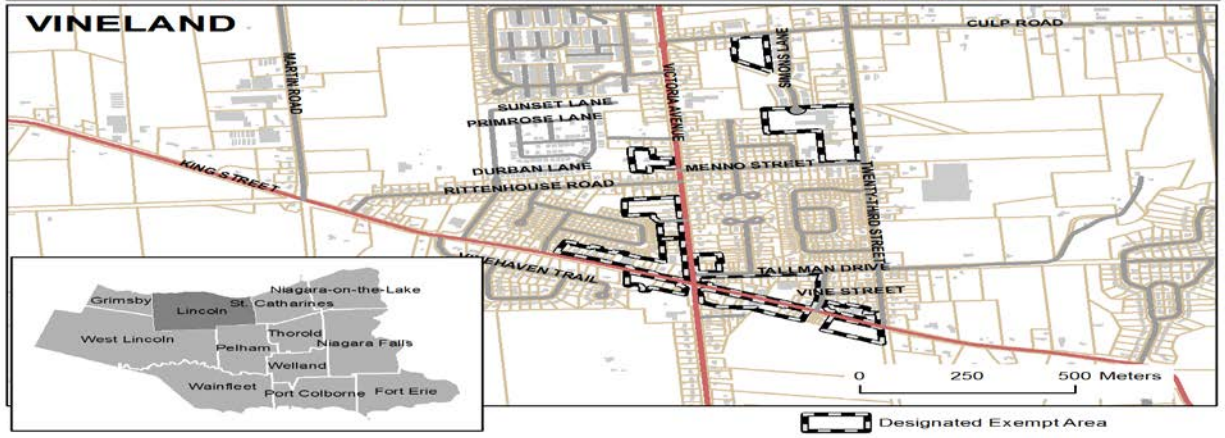 VINELAND
CULP ROAD
MARTIN ROAD
VICTORIA AVENUE
SIMONS LANE
SUNSET LANE
PRIMROSE LANE
DURBAN LANE
MENNO STREET
KING STREET
RITTENHOUSE ROAD
TWENTY-THIRD STREET
VINEHAVEN TRAIL
TALLMAN DRIVE
VINE STREET
Niagara-on-the-Lake
Grimsby
St. Catharines
Lincoln
West Lincoln
Thorold
Pelham
Niagara Falls
Welland
Wainfleet
Port Colborne
Fort Erie
0 250 500 Meters
Designated Exempt Area